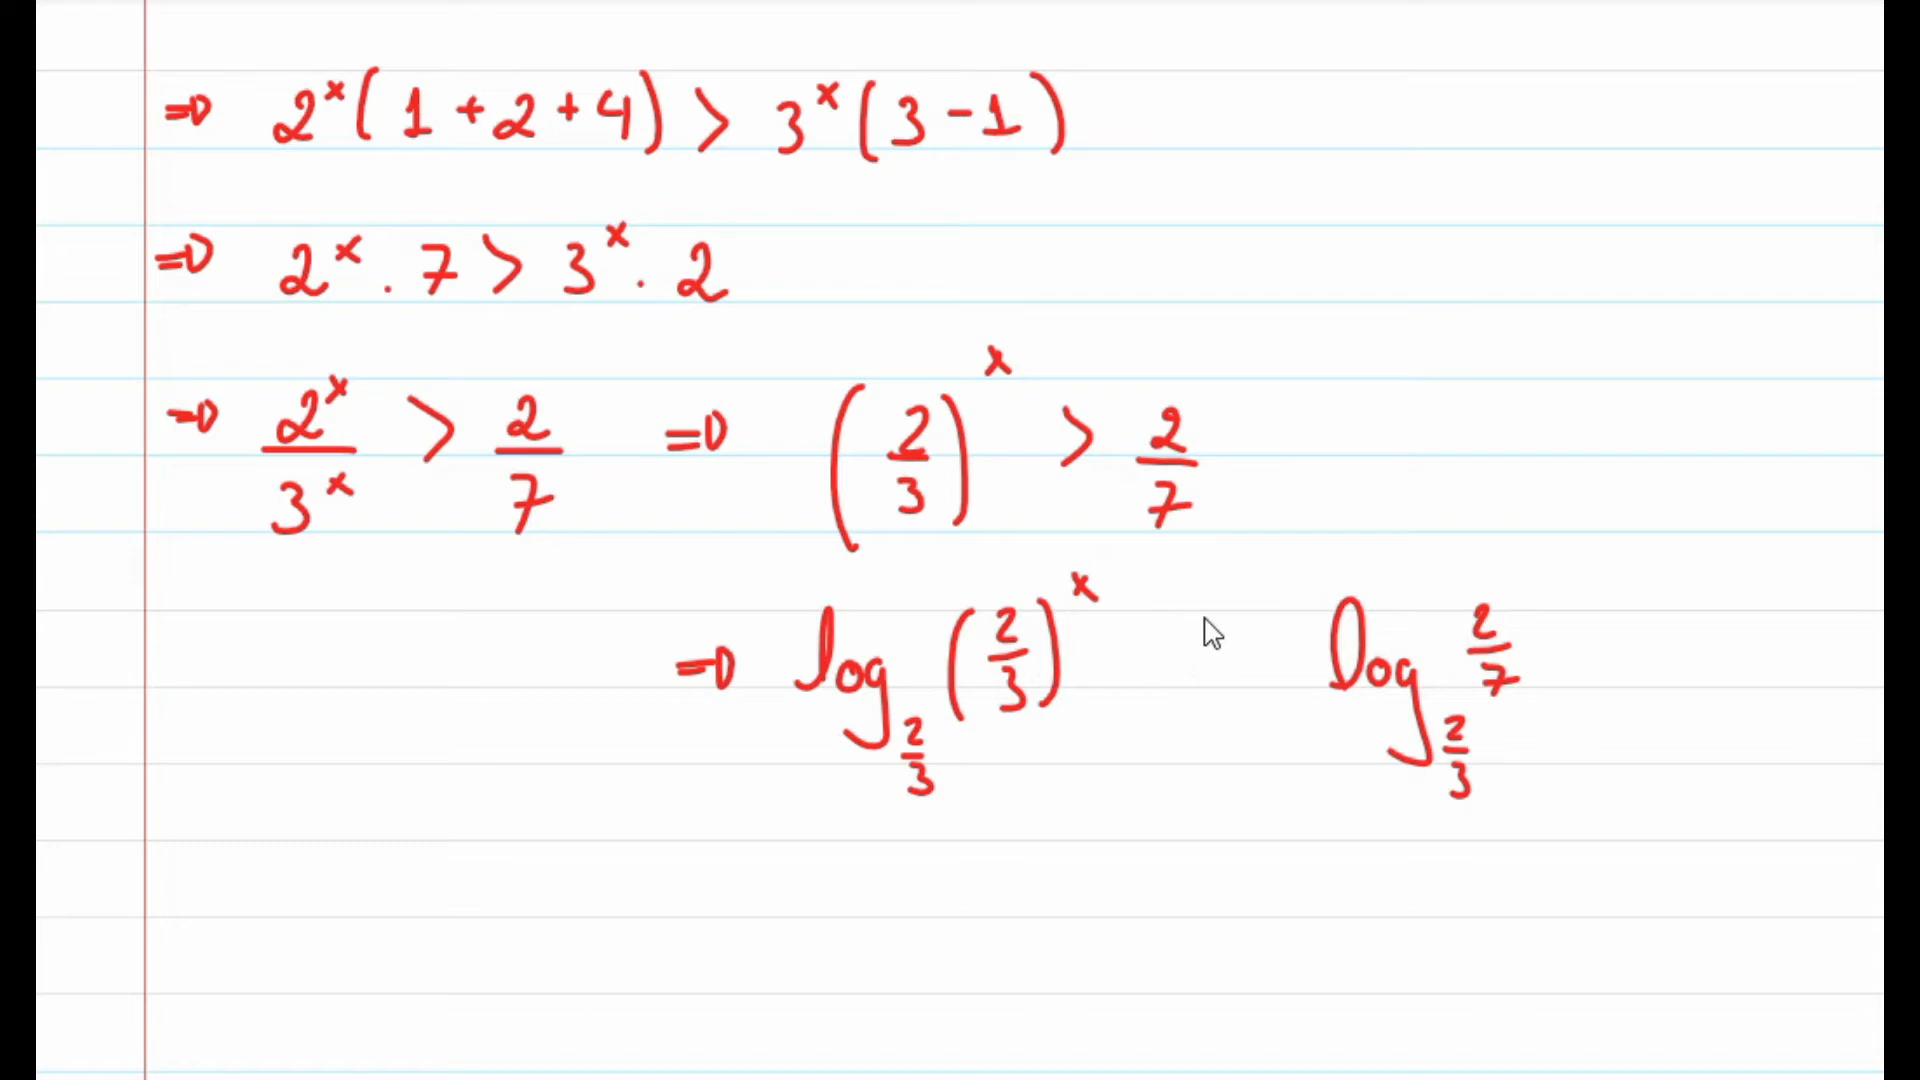 ⇒ 2^x(1+2+4) > 3^x(3-1)
⇒ 2^x . 7 > 3^x . 2
⇒ 2^x/3^x > 2/7 ⇒ (2/3)^x > 2/7
⇒ log_{2/3} (2/3)^x log_{2/3} 2/7